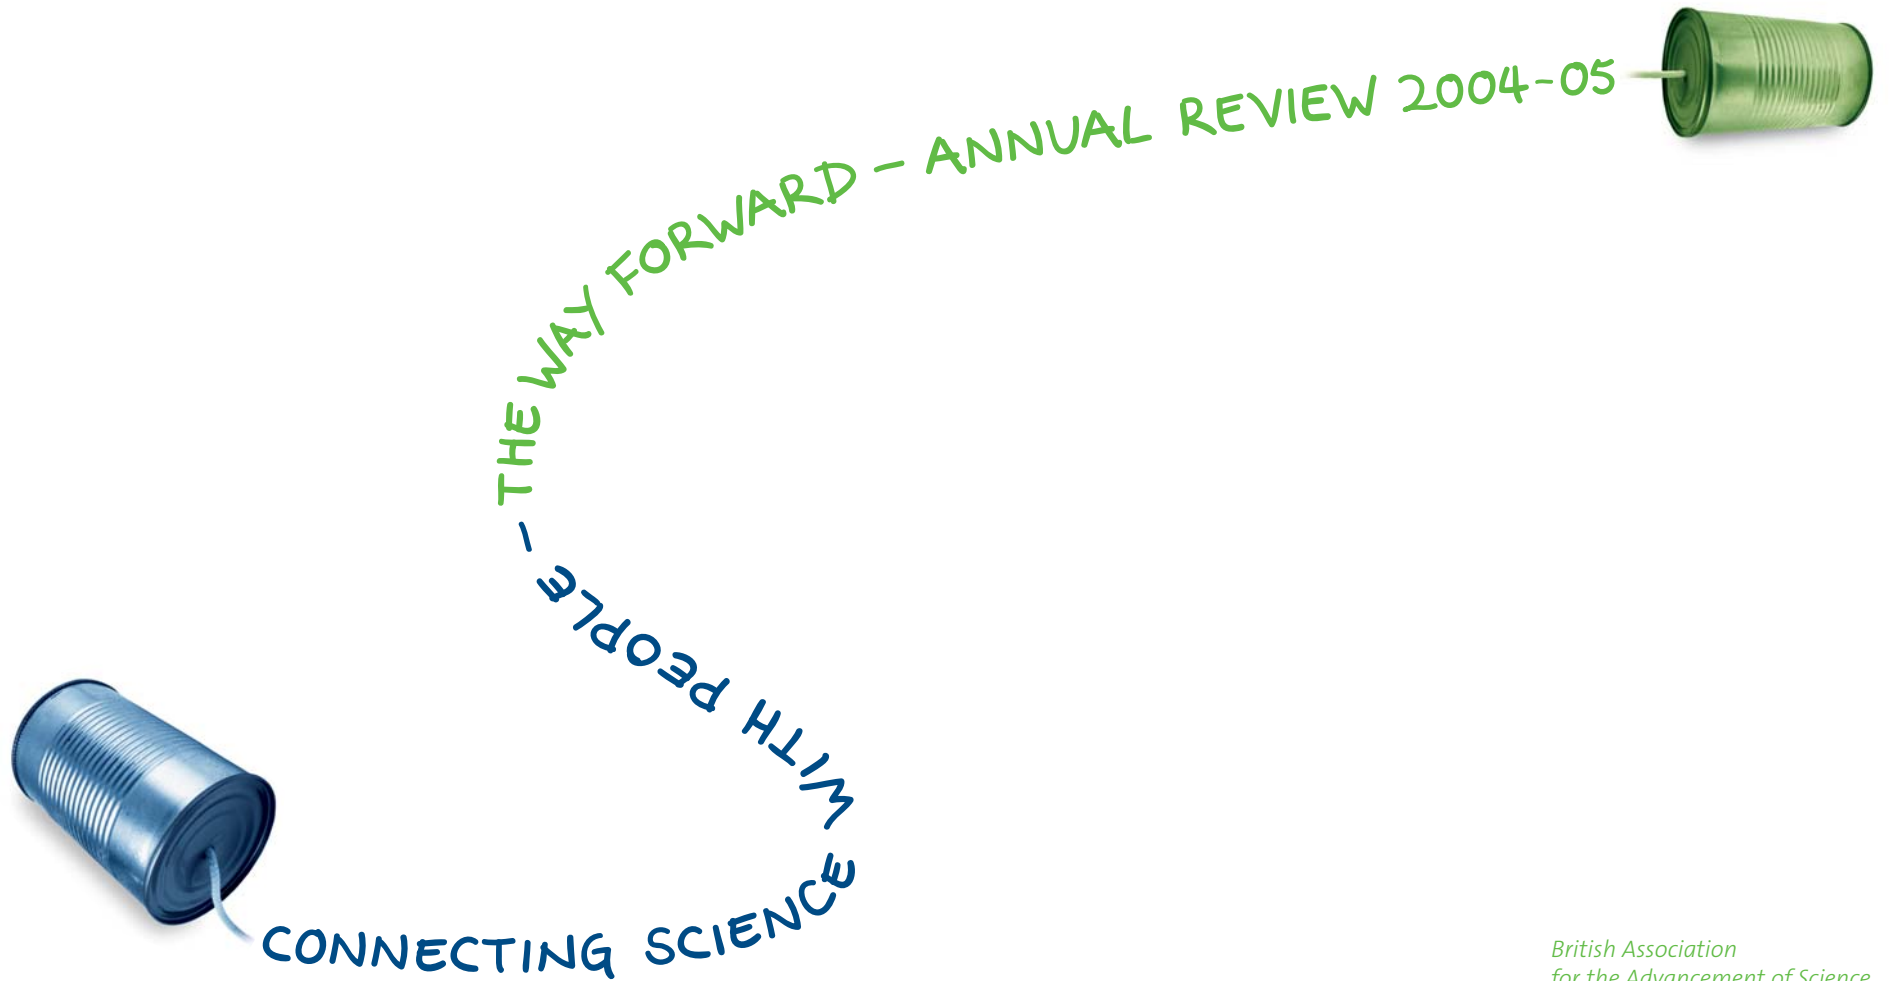 CONNECTING SCIENCE WITH PEOPLE – THE WAY FORWARD – ANNUAL REVIEW 2004-05
British Association
for the Advancement of Science